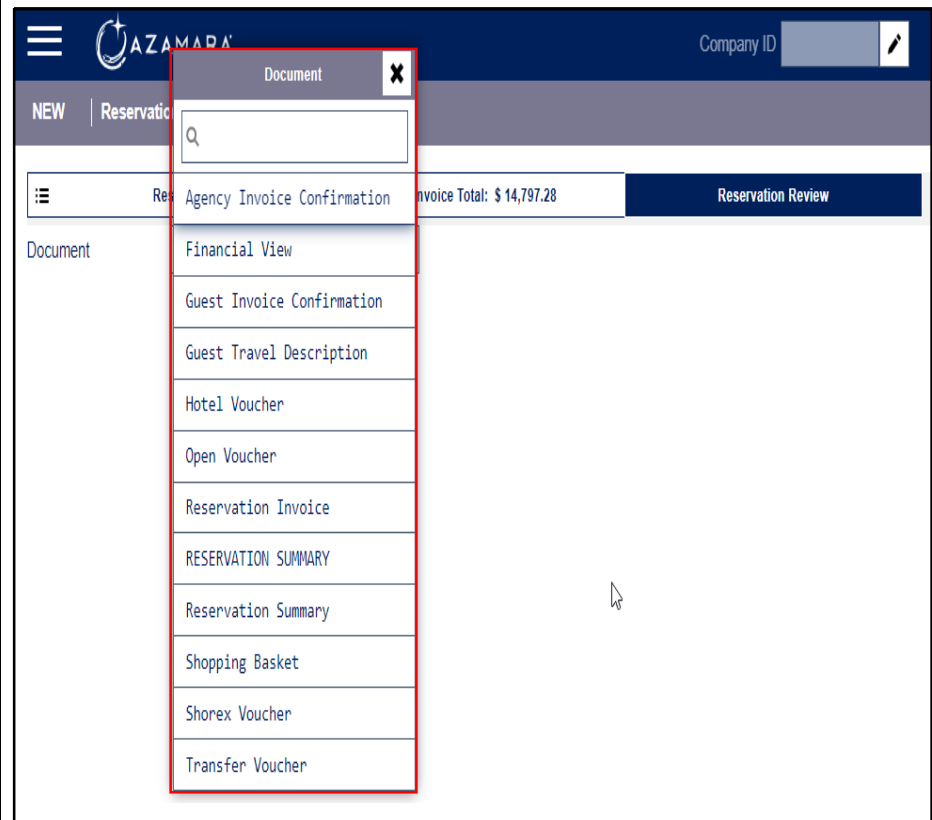 AZAMARA
Company ID
Document
NEW
Reservatio
Res
nvoice Total: $ 14,797.28
Reservation Review
Document
Agency Invoice Confirmation
Financial View
Guest Invoice Confirmation
Guest Travel Description
Hotel Voucher
Open Voucher
Reservation Invoice
RESERVATION SUMMARY
Reservation Summary
Shopping Basket
Shorex Voucher
Transfer Voucher